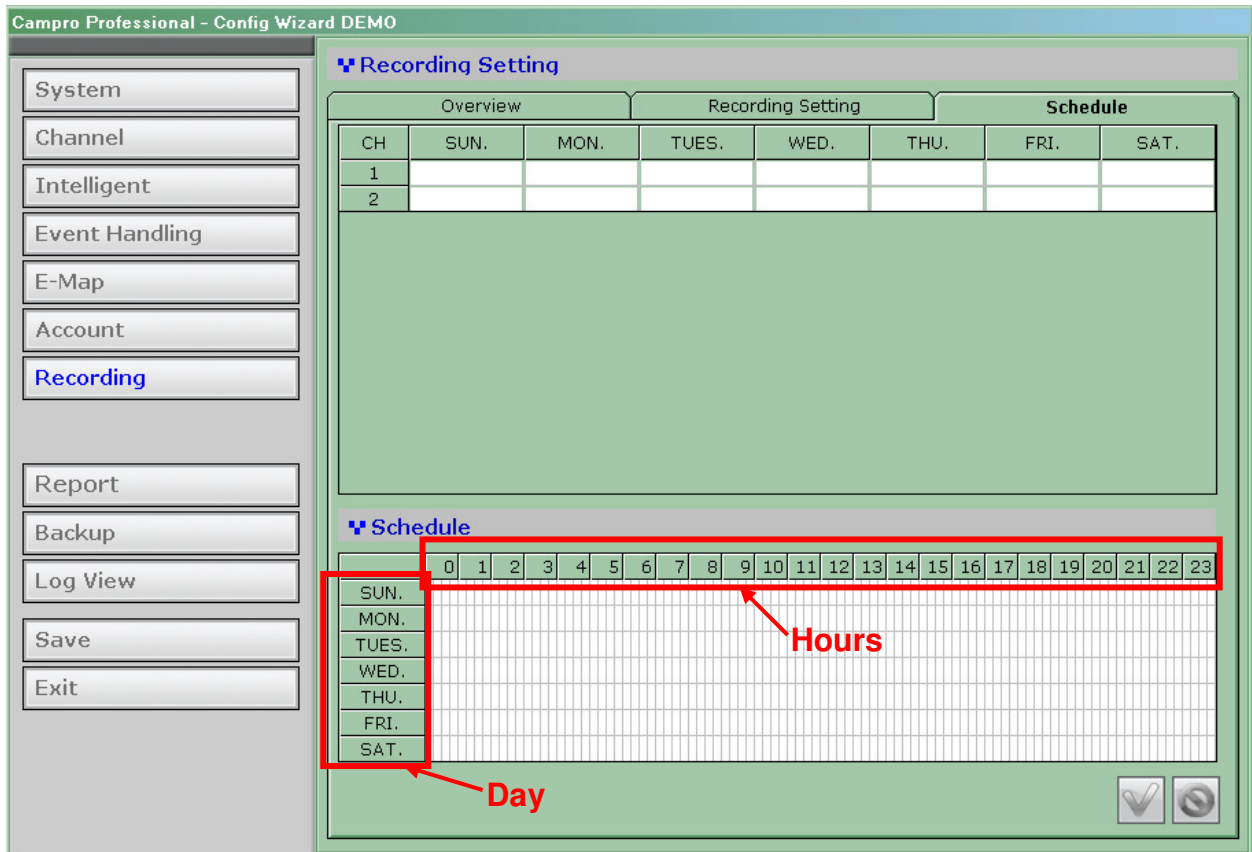 Campro Professional - Config Wizard DEMO
System
Channel
Intelligent
Event Handling
E-Map
Account
Recording
Report
Backup
Log View
Save
Exit
Recording Setting
Overview Recording Setting Schedule
CH SUN. MON. TUES. WED. THU. FRI. SAT.
1
2
Schedule
0 1 2 3 4 5 6 7 8 9 10 11 12 13 14 15 16 17 18 19 20 21 22 23
SUN.
MON.
TUES.
WED.
THU.
FRI.
SAT.
Hours
Day